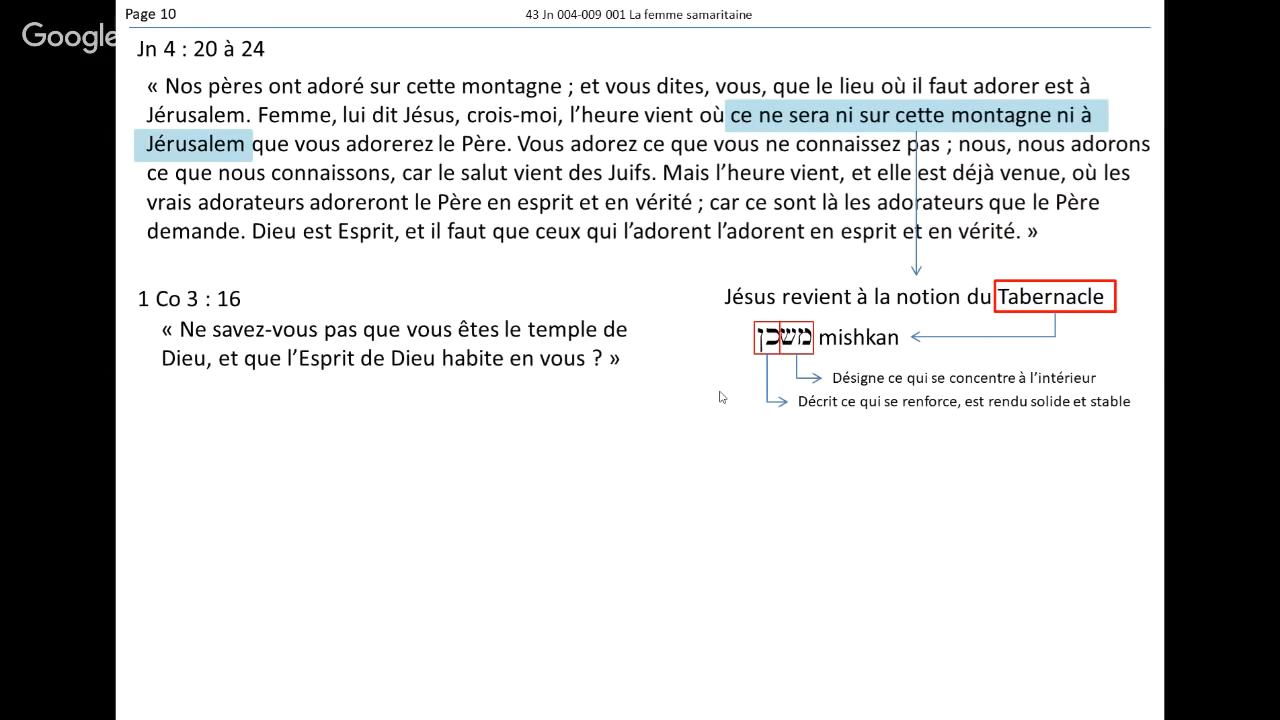 Google
Page 10
43 Jn 004-009 001 La femme samaritaine
Jn 4 : 20 à 24
« Nos pères ont adoré sur cette montagne ; et vous dites, vous, que le lieu où il faut adorer est à
Jérusalem. Femme, lui dit Jésus, crois-moi, l’heure vient où ce ne sera ni sur cette montagne ni à
Jérusalem que vous adorerez le Père. Vous adorez ce que vous ne connaissez pas ; nous, nous adorons
ce que nous connaissons, car le salut vient des Juifs. Mais l’heure vient, et elle est déjà venue, où les
vrais adorateurs adoreront le Père en esprit et en vérité ; car ce sont là les adorateurs que le Père
demande. Dieu est Esprit, et il faut que ceux qui l’adorent l’adorent en esprit et en vérité. »
1 Co 3 : 16
« Ne savez-vous pas que vous êtes le temple de
Dieu, et que l’Esprit de Dieu habite en vous ? »
Jésus revient à la notion du Tabernacle
משכן mishkan
Désigne ce qui se concentre à l’intérieur
Décrit ce qui se renforce, est rendu solide et stable